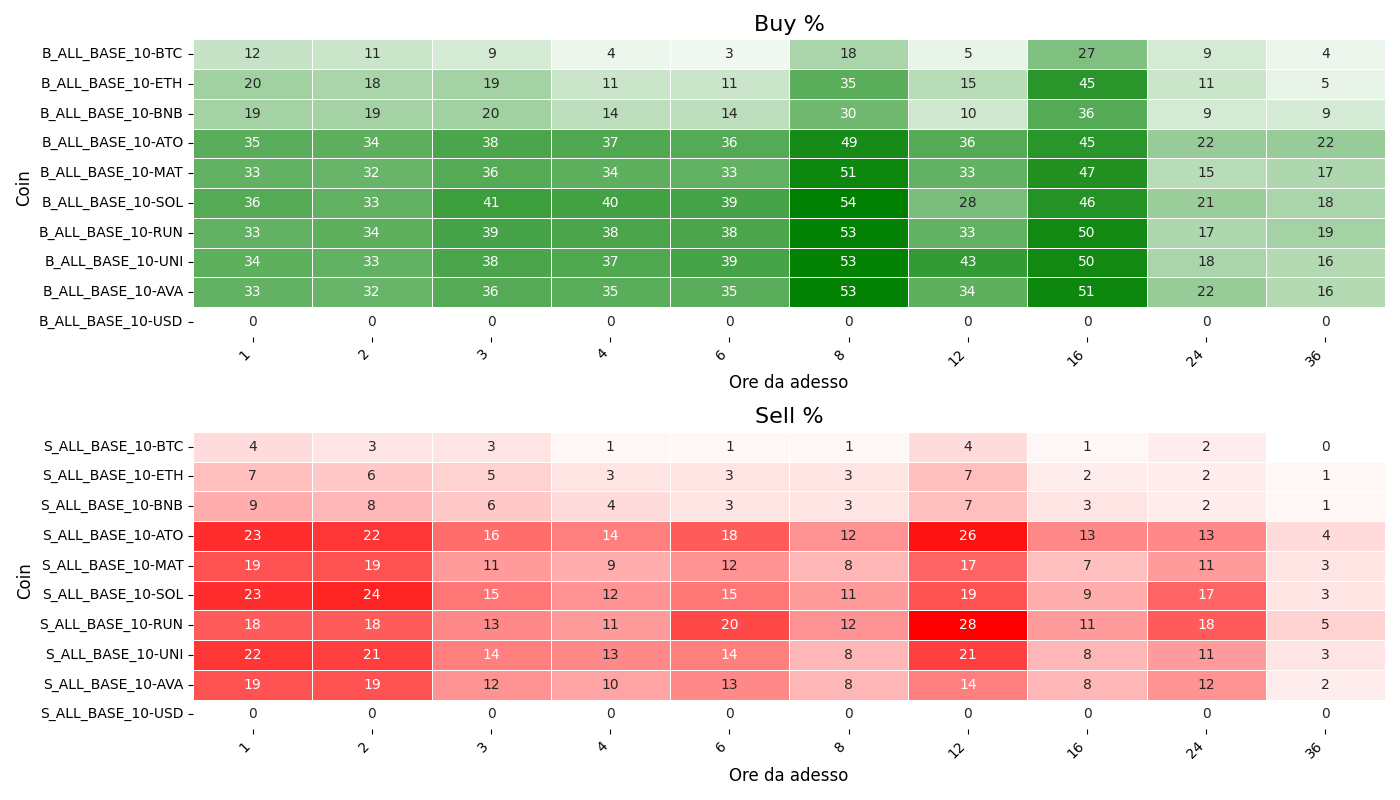 Buy %
Coin
B_ALL_BASE_10-BTC 12 11 9 4 3 18 5 27 9 4
B_ALL_BASE_10-ETH 20 18 19 11 11 35 15 45 11 5
B_ALL_BASE_10-BNB 19 19 20 14 14 30 10 36 9 9
B_ALL_BASE_10-ATO 35 34 38 37 36 49 36 45 22 22
B_ALL_BASE_10-MAT 33 32 36 34 33 51 33 47 15 17
B_ALL_BASE_10-SOL 36 33 41 40 39 54 28 46 21 18
B_ALL_BASE_10-RUN 33 34 39 38 38 53 33 50 17 19
B_ALL_BASE_10-UNI 34 33 38 37 39 53 43 50 18 16
B_ALL_BASE_10-AVA 33 32 36 35 35 53 34 51 22 16
B_ALL_BASE_10-USD 0 0 0 0 0 0 0 0 0 0
1 2 3 4 6 8 12 16 24 36
Ore da adesso
Sell %
Coin
S_ALL_BASE_10-BTC 4 3 3 1 1 1 4 1 2 0
S_ALL_BASE_10-ETH 7 6 5 3 3 3 7 2 2 1
S_ALL_BASE_10-BNB 9 8 6 4 3 3 7 3 2 1
S_ALL_BASE_10-ATO 23 22 16 14 18 12 26 13 13 4
S_ALL_BASE_10-MAT 19 19 11 9 12 8 17 7 11 3
S_ALL_BASE_10-SOL 23 24 15 12 15 11 19 9 17 3
S_ALL_BASE_10-RUN 18 18 13 11 20 12 28 11 18 5
S_ALL_BASE_10-UNI 22 21 14 13 14 8 21 8 11 3
S_ALL_BASE_10-AVA 19 19 12 10 13 8 14 8 12 2
S_ALL_BASE_10-USD 0 0 0 0 0 0 0 0 0 0
1 2 3 4 6 8 12 16 24 36
Ore da adesso